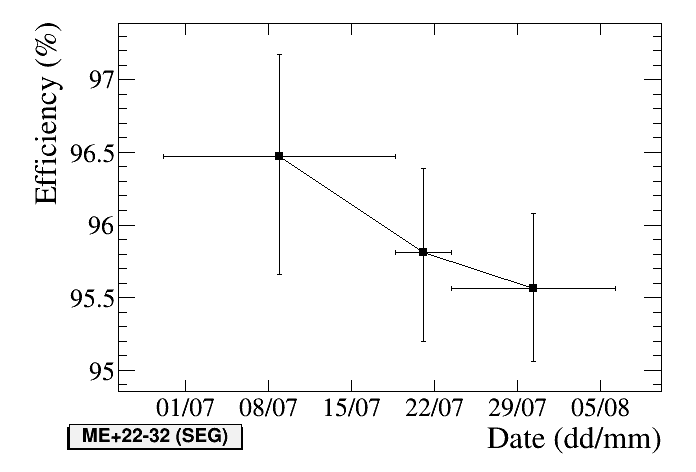 Efficiency (%)
97
96.5
96
95.5
95
01/07 08/07 15/07 22/07 29/07 05/08
ME+22-32 (SEG)
Date (dd/mm)